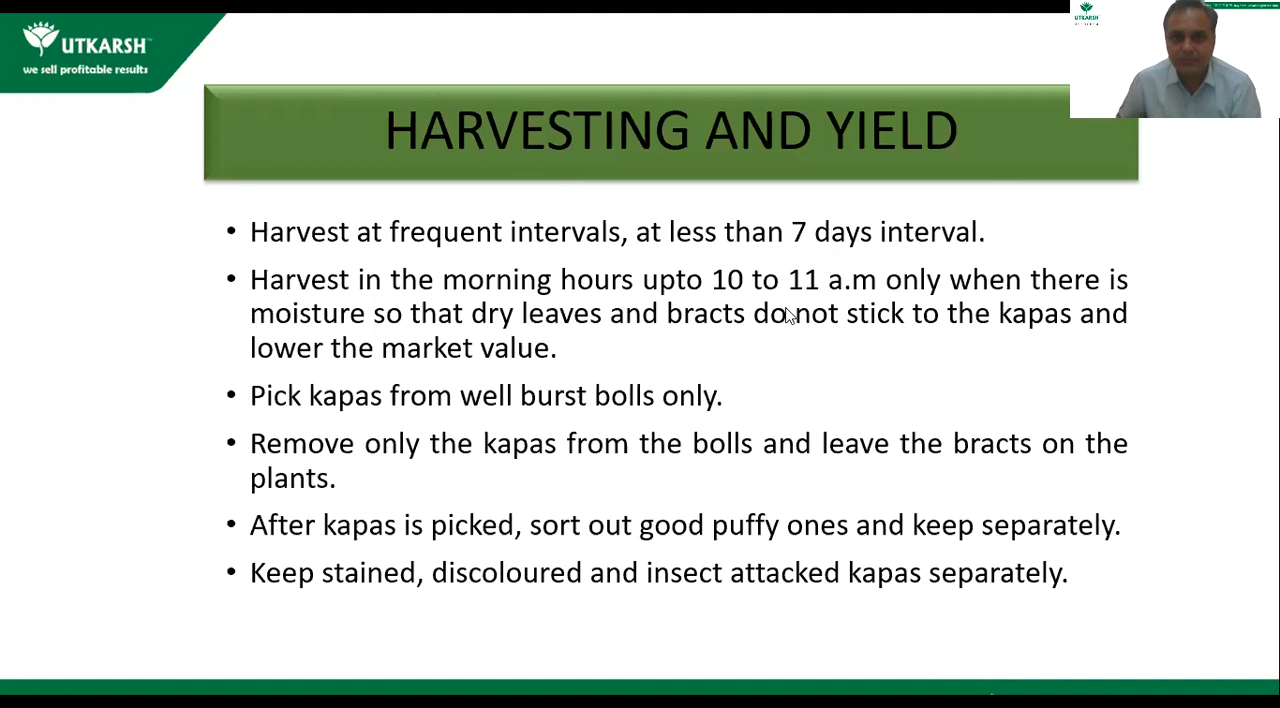 UTKARSH
we sell profitable results
UTKARSH
HARVESTING AND YIELD
• Harvest at frequent intervals, at less than 7 days interval.
• Harvest in the morning hours upto 10 to 11 a.m only when there is
moisture so that dry leaves and bracts do not stick to the kapas and
lower the market value.
• Pick kapas from well burst bolls only.
• Remove only the kapas from the bolls and leave the bracts on the
plants.
• After kapas is picked, sort out good puffy ones and keep separately.
• Keep stained, discoloured and insect attacked kapas separately.